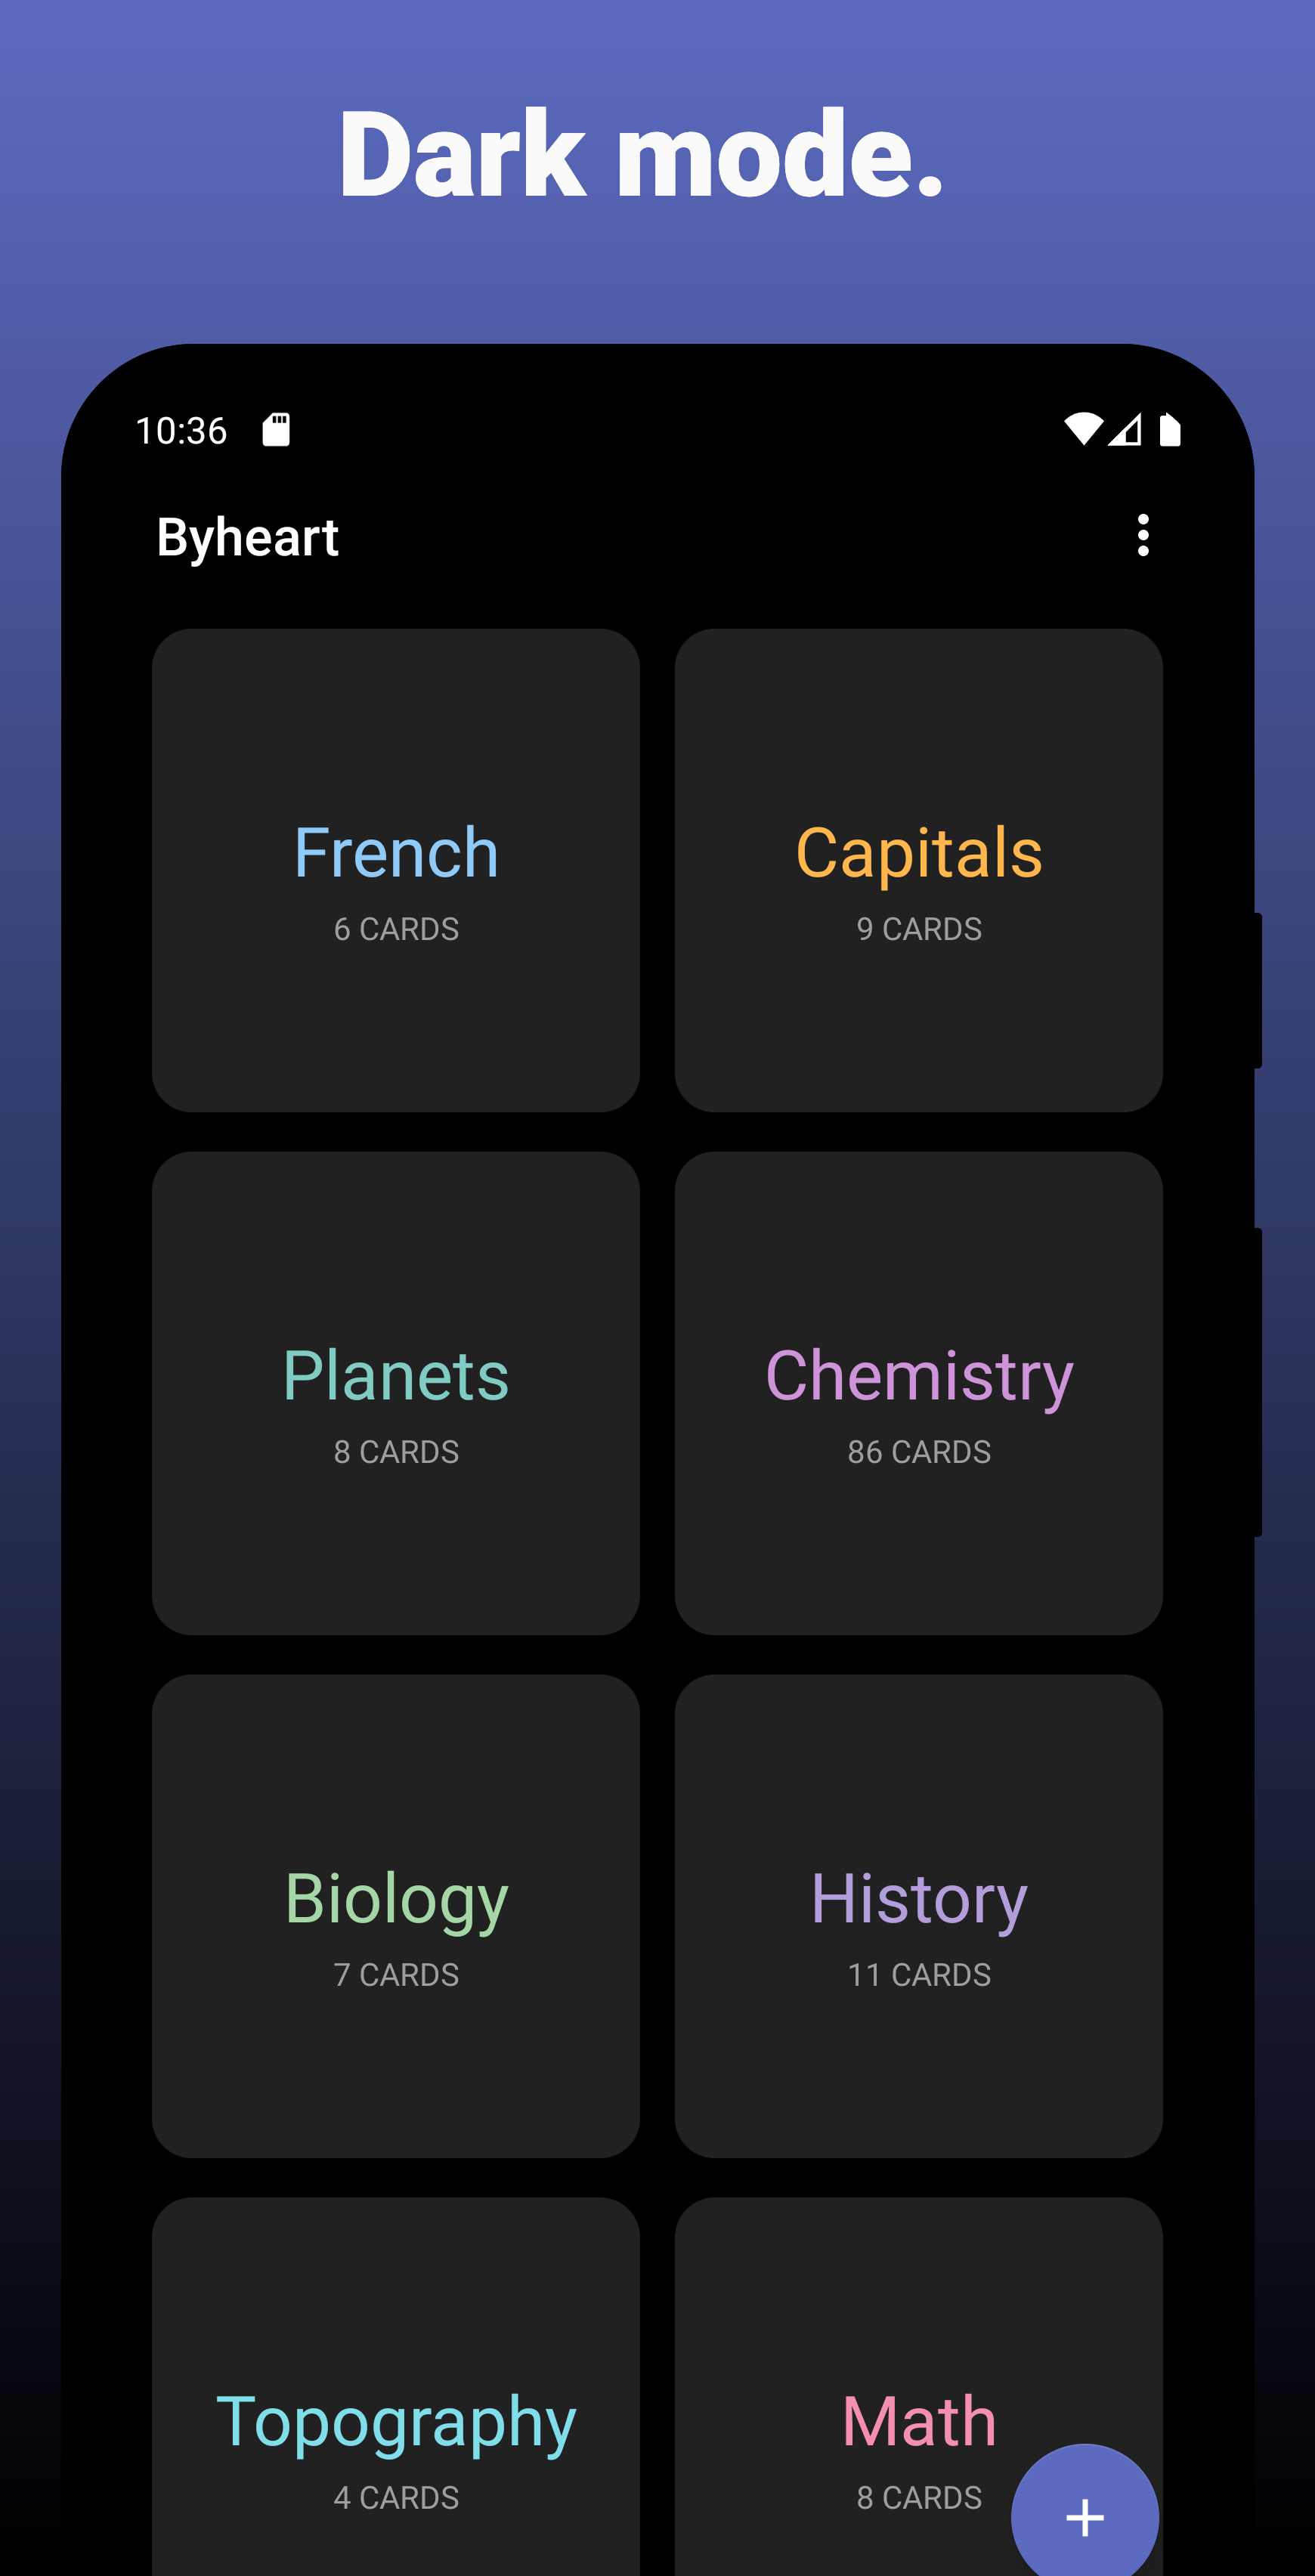 Dark mode.
10:36
Byheart
French
6 CARDS
Capitals
9 CARDS
Planets
8 CARDS
Chemistry
86 CARDS
Biology
7 CARDS
History
11 CARDS
Topography
4 CARDS
Math
8 CARDS
+